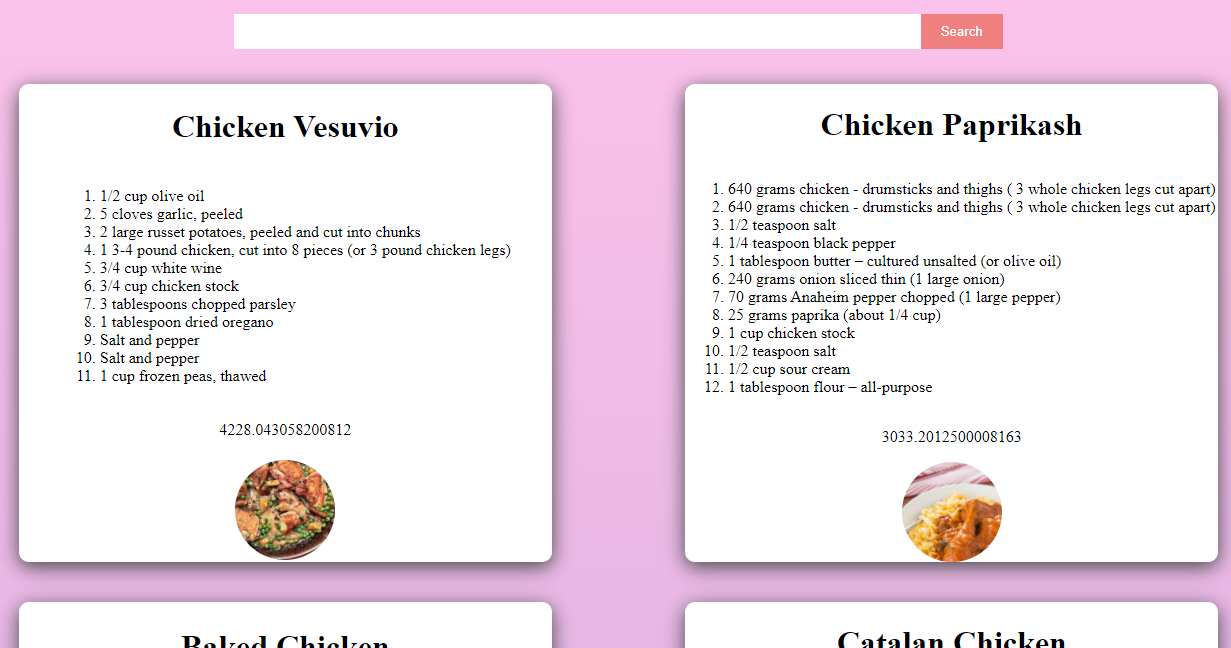 Search
Chicken Vesuvio
1. 1/2 cup olive oil
2. 5 cloves garlic, peeled
3. 2 large russet potatoes, peeled and cut into chunks
4. 1 3-4 pound chicken, cut into 8 pieces (or 3 pound chicken legs)
5. 3/4 cup white wine
6. 3/4 cup chicken stock
7. 3 tablespoons chopped parsley
8. 1 tablespoon dried oregano
9. Salt and pepper
10. Salt and pepper
11. 1 cup frozen peas, thawed
4228.043058200812
Chicken Paprikash
1. 640 grams chicken - drumsticks and thighs ( 3 whole chicken legs cut apart)
2. 640 grams chicken - drumsticks and thighs ( 3 whole chicken legs cut apart)
3. 1/2 teaspoon salt
4. 1/4 teaspoon black pepper
5. 1 tablespoon butter – cultured unsalted (or olive oil)
6. 240 grams onion sliced thin (1 large onion)
7. 70 grams Anaheim pepper chopped (1 large pepper)
8. 25 grams paprika (about 1/4 cup)
9. 1 cup chicken stock
10. 1/2 teaspoon salt
11. 1/2 cup sour cream
12. 1 tablespoon flour – all-purpose
3033.2012500008163
Baked Chicken
Catalan Chicken